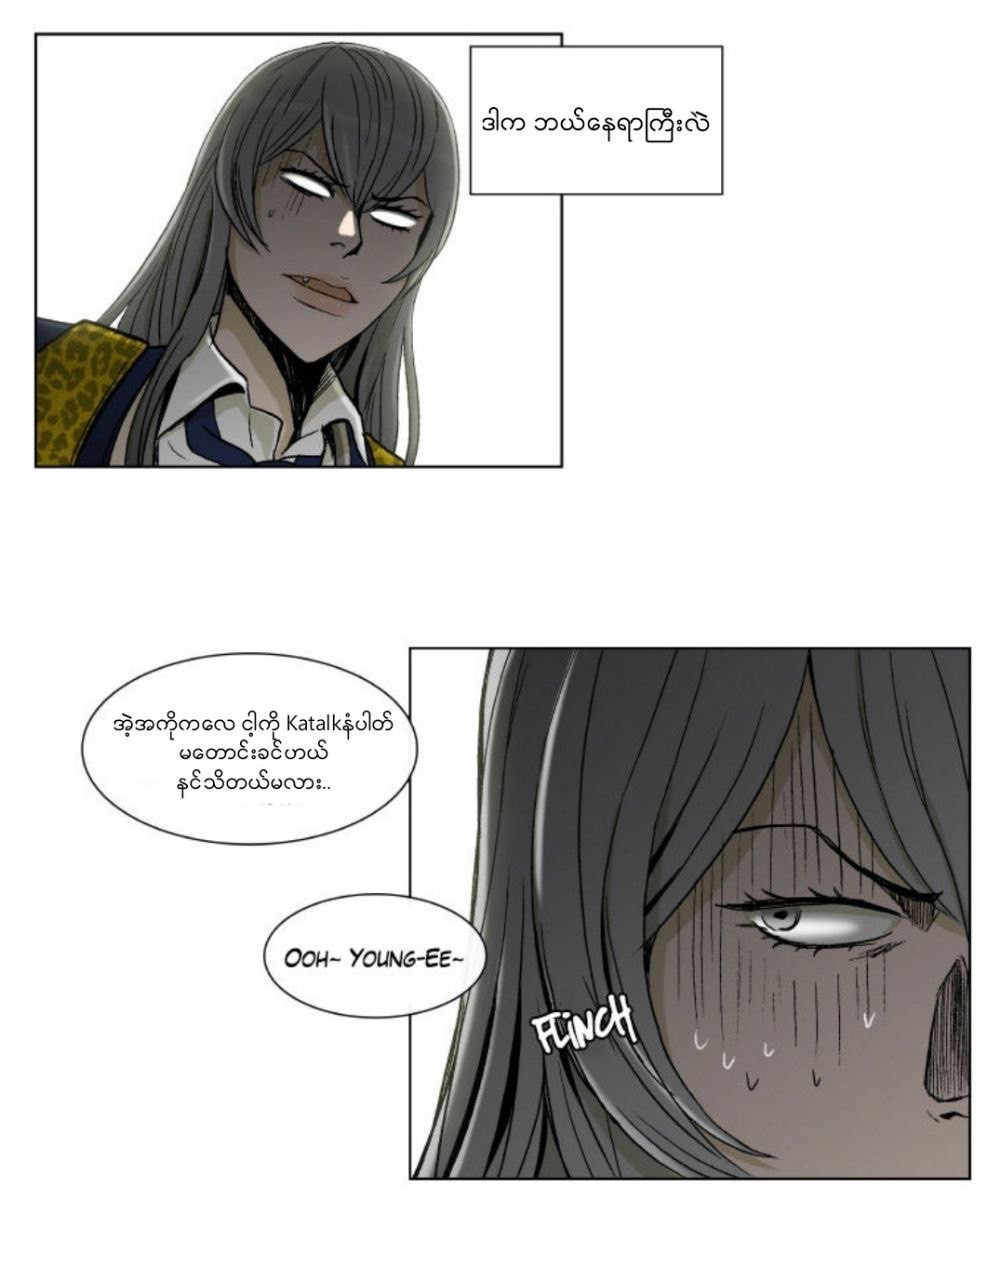 ဒါက ဘယ်နေရာကြီးလဲ
အဲ့အကိုကလေ ငါ့ကို Katalkနံပါတ်
မတောင်းခင်ဟယ်
နင်သိတယ်မလား..
OOH~ YOUNG-EE~
FLINCH